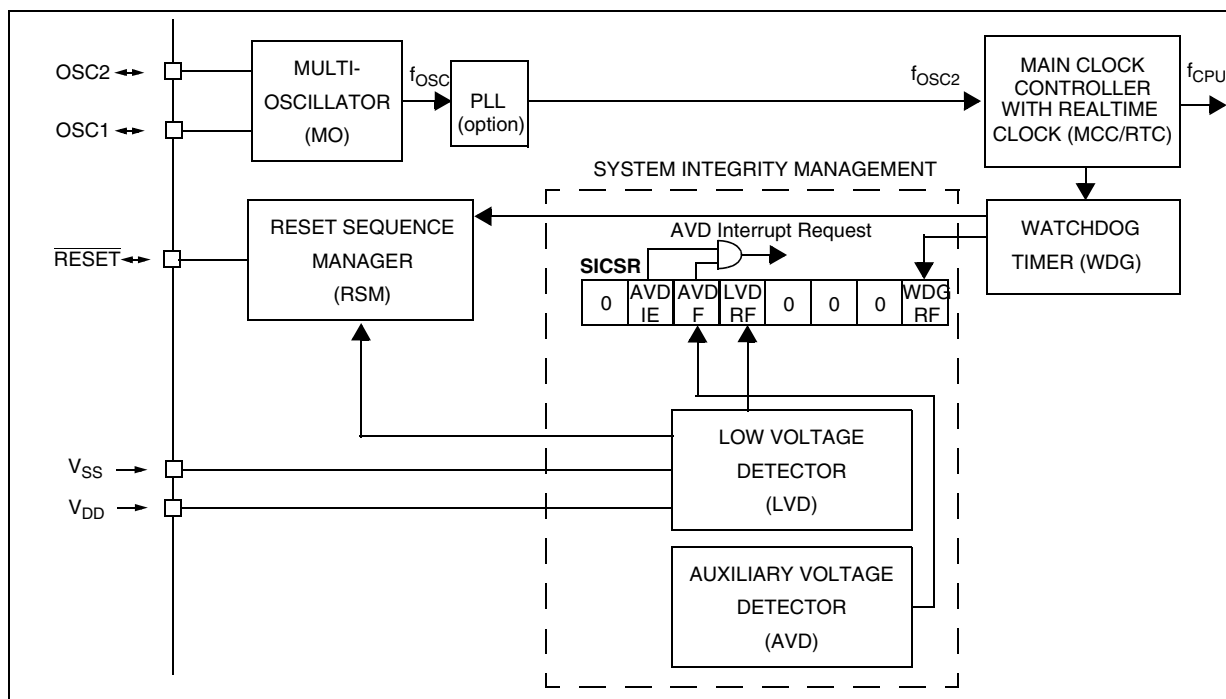 OSC2
OSC1
MULTI-
OSCILLATOR
(MO)
fOSC
PLL
(option)
fOSC2
MAIN CLOCK
CONTROLLER
WITH REALTIME
CLOCK (MCC/RTC)
fCPU
SYSTEM INTEGRITY MANAGEMENT
RESET
RESET SEQUENCE
MANAGER
(RSM)
AVD Interrupt Request
WATCHDOG
TIMER (WDG)
SICSR
0
AVD
IE
AVD
F
LVD
RF
0
0
0
WDG
RF
VSS
VDD
LOW VOLTAGE
DETECTOR
(LVD)
AUXILIARY VOLTAGE
DETECTOR
(AVD)